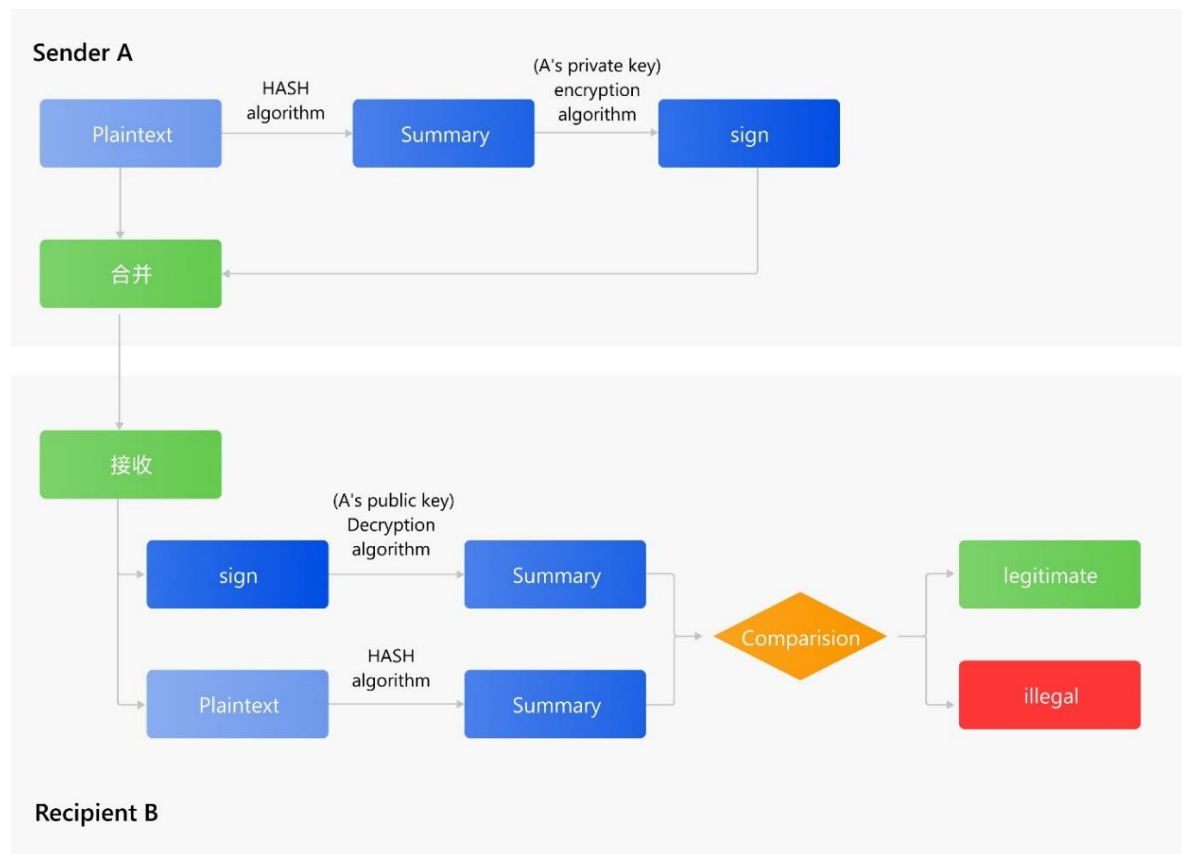 Sender A
Plaintext
HASH
algorithm
Summary
(A's private key)
encryption
algorithm
sign
合并
接收
sign
(A's public key)
Decryption
algorithm
Summary
Plaintext
HASH
algorithm
Summary
Comparision
legitimate
illegal
Recipient B